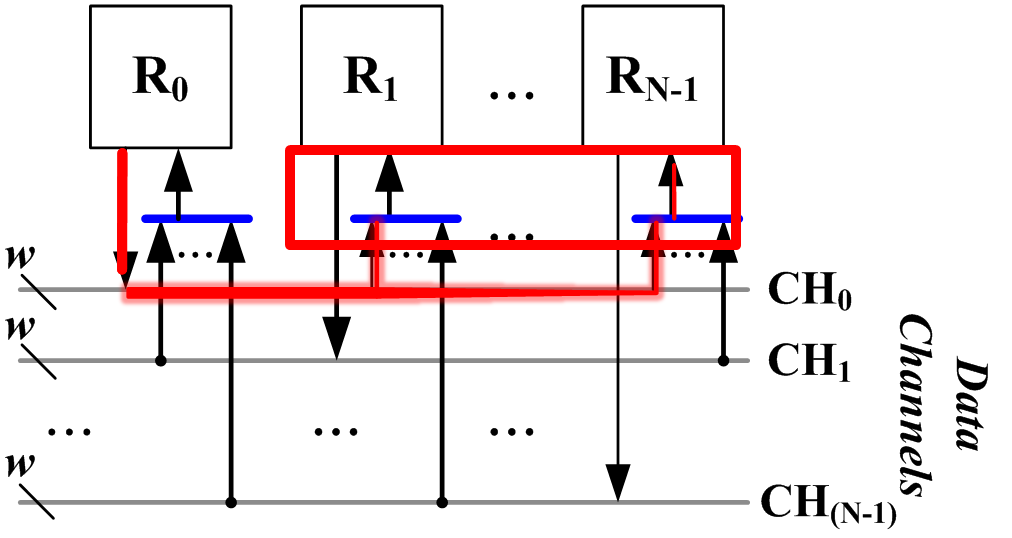 R0 R1 ... RN-1
... ... ...
...
w CH0
w CH1
... ... ...
w CH(N-1)
Data
Channels